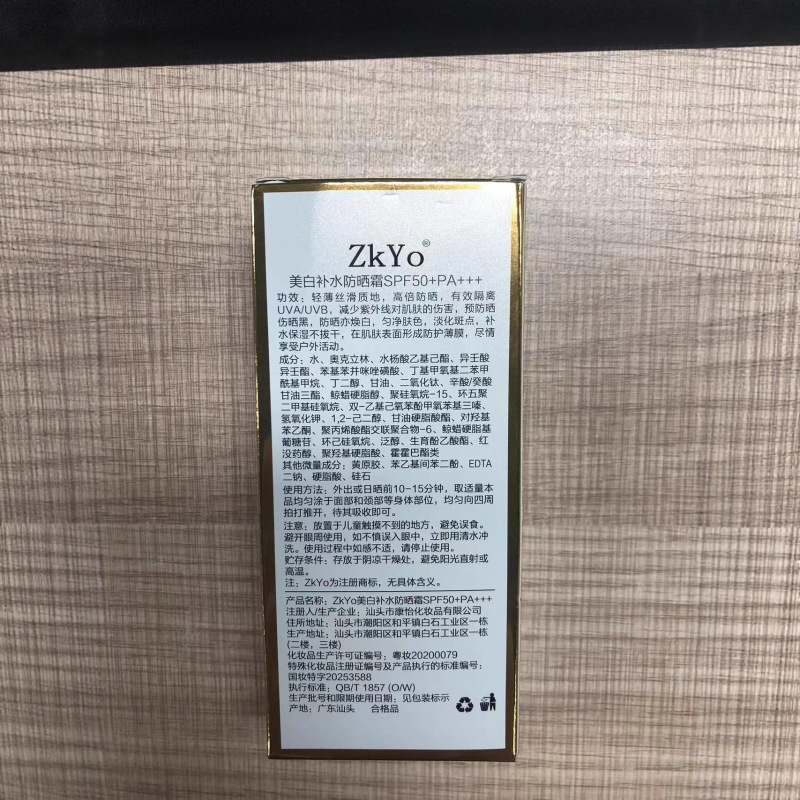 ZkYo®
美白补水防晒霜SPF50+PA+++
功效：轻薄丝滑质地，高倍防晒，有效隔离
UVA/UVB，减少紫外线对肌肤的伤害，预防晒
伤晒黑，防晒亦焕白，匀净肤色，淡化斑点，补
水保湿不拔干，在肌肤表面形成防护薄膜，尽情
享受户外活动。
成分：水、奥克立林、水杨酸乙基己酯、异壬酸
异壬酯、苯基苯并咪唑磺酸、丁基甲氧基二苯甲
酰基甲烷、丁二醇、甘油、二氧化钛、辛酸/癸酸
甘油三酯、鲸蜡硬脂醇、聚硅氧烷-15、环五聚
二甲基硅氧烷、双-乙基己氧苯酚甲氧苯基三嗪、
氢氧化钾、1,2-己二醇、甘油硬脂酸酯、对羟基
苯乙酮、聚丙烯酸酯交联聚合物-6、鲸蜡硬脂基
葡糖苷、环己硅氧烷、泛醇、生育酚乙酸酯、红
没药醇、聚羟基硬脂酸、霍霍巴酯类
其他微量成分：黄原胶、苯乙基间苯二酚、EDTA
二钠、硬脂酸、硅石
使用方法：外出或日晒前10-15分钟，取适量本
品均匀涂于面部和颈部等身体部位，均匀向四周
拍打推开，待其吸收即可。
注意：放置于儿童触摸不到的地方，避免误食。
避开眼周使用，如不慎误入眼中，立即用清水冲
洗。使用过程中如感不适，请停止使用。
贮存条件：存放于阴凉干燥处，避免阳光直射或
高温。
注：ZkYo为注册商标，无具体含义。
产品名称：ZkYo美白补水防晒霜SPF50+PA+++
注册人/生产企业：汕头市康怡化妆品有限公司
住所地址：汕头市潮阳区和平镇白石工业区一栋
生产地址：汕头市潮阳区和平镇白石工业区一栋
(二楼，三楼)
化妆品生产许可证编号：粤妆20200079
特殊化妆品注册证编号及产品执行的标准编号：
国妆特字20253588
执行标准：QB/T 1857 (O/W)
生产批号和限期使用日期：见包装标示
产地：广东汕头 合格品